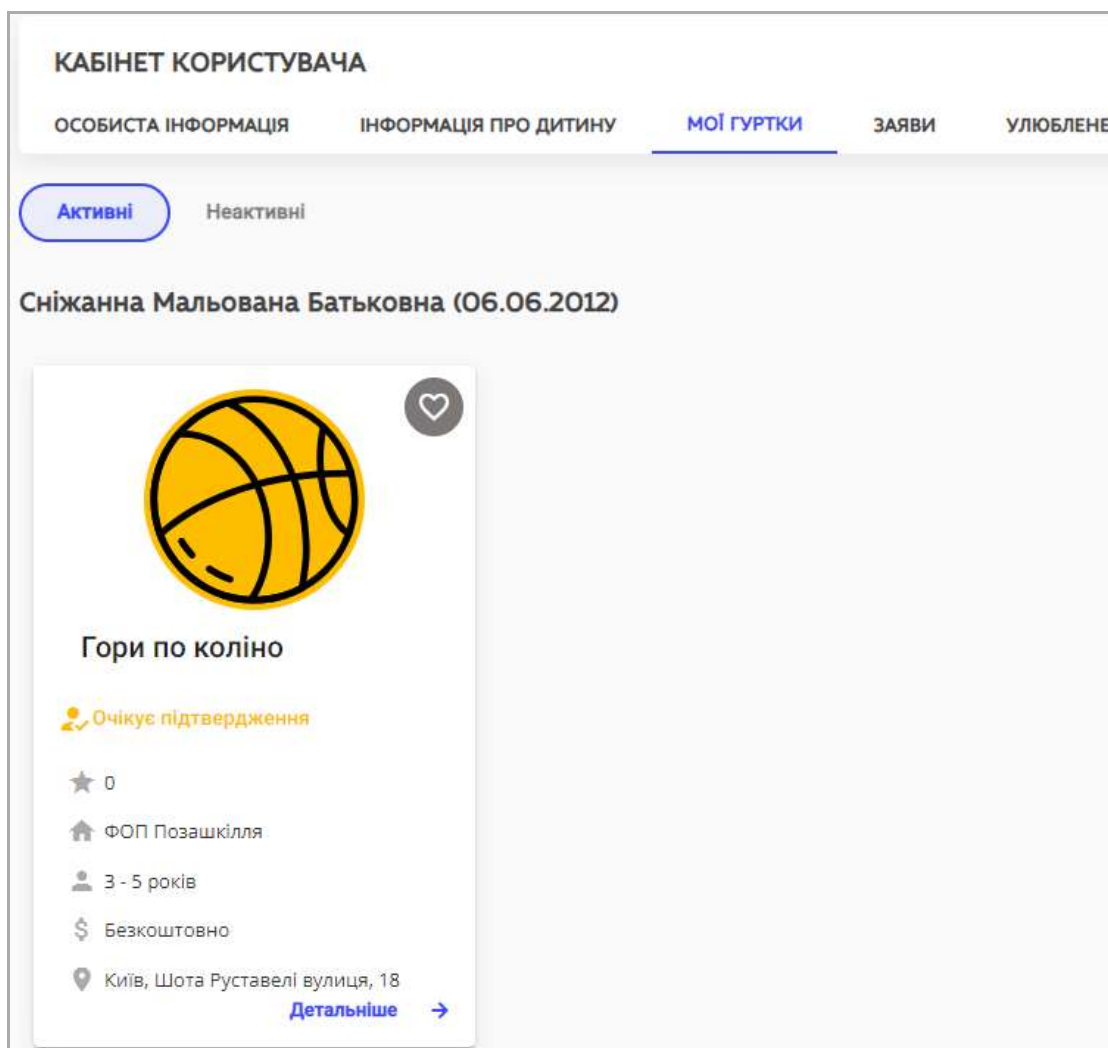 КАБІНЕТ КОРИСТУВАЧА
ОСОБИСТА ІНФОРМАЦІЯ ІНФОРМАЦІЯ ПРО ДИТИНУ МОЇ ГУРТКИ ЗАЯВИ УЛЮБЛЕНЕ
Активні Неактивні
Сніжанна Мальована Батьковна (06.06.2012)
Гори по коліно
Очікує підтвердження
0
ФОП Позашкілля
3 - 5 років
Безкоштовно
Київ, Шота Руставелі вулиця, 18
Детальніше →